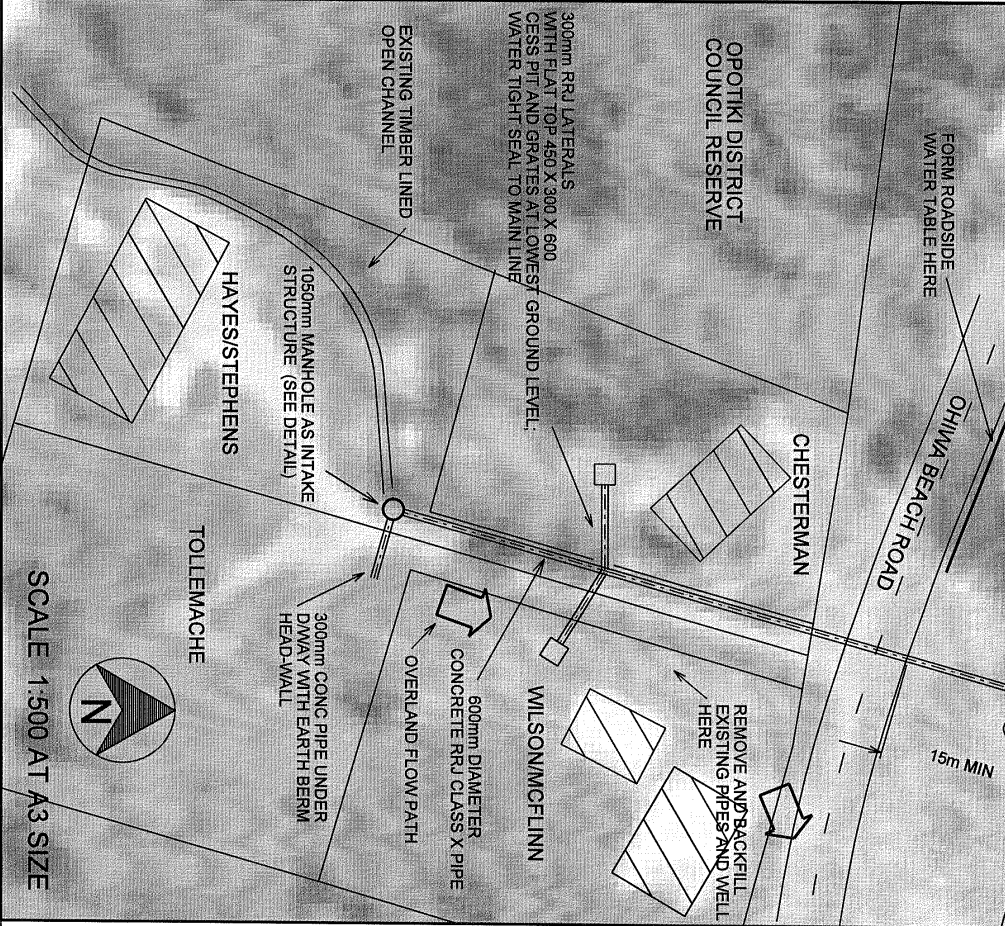 FORM ROADSIDE
WATER TABLE HERE
OPOTIKI DISTRICT
COUNCIL RESERVE
300mm RRJ LATERALS
WITH FLAT TOP 450 X 300 X 600
CESS PIT AND GRATES AT LOWEST GROUND LEVEL;
WATER TIGHT SEAL TO MAIN LINE
EXISTING TIMBER LINED
OPEN CHANNEL
OHIWA BEACH ROAD
CHESTERMAN
15m MIN
1050mm MANHOLE AS INTAKE
STRUCTURE (SEE DETAIL)
HAYES/STEPHENS
REMOVE AND BACKFILL
EXISTING PIPES AND WELL
HERE
WILSON/MCFLINN
600mm DIAMETER
CONCRETE RRJ CLASS X PIPE
OVERLAND FLOW PATH
300mm CONC PIPE UNDER
D/WAY WITH EARTH BERM
HEAD-WALL
TOLLEMACHE
N
SCALE 1:500 AT A3 SIZE